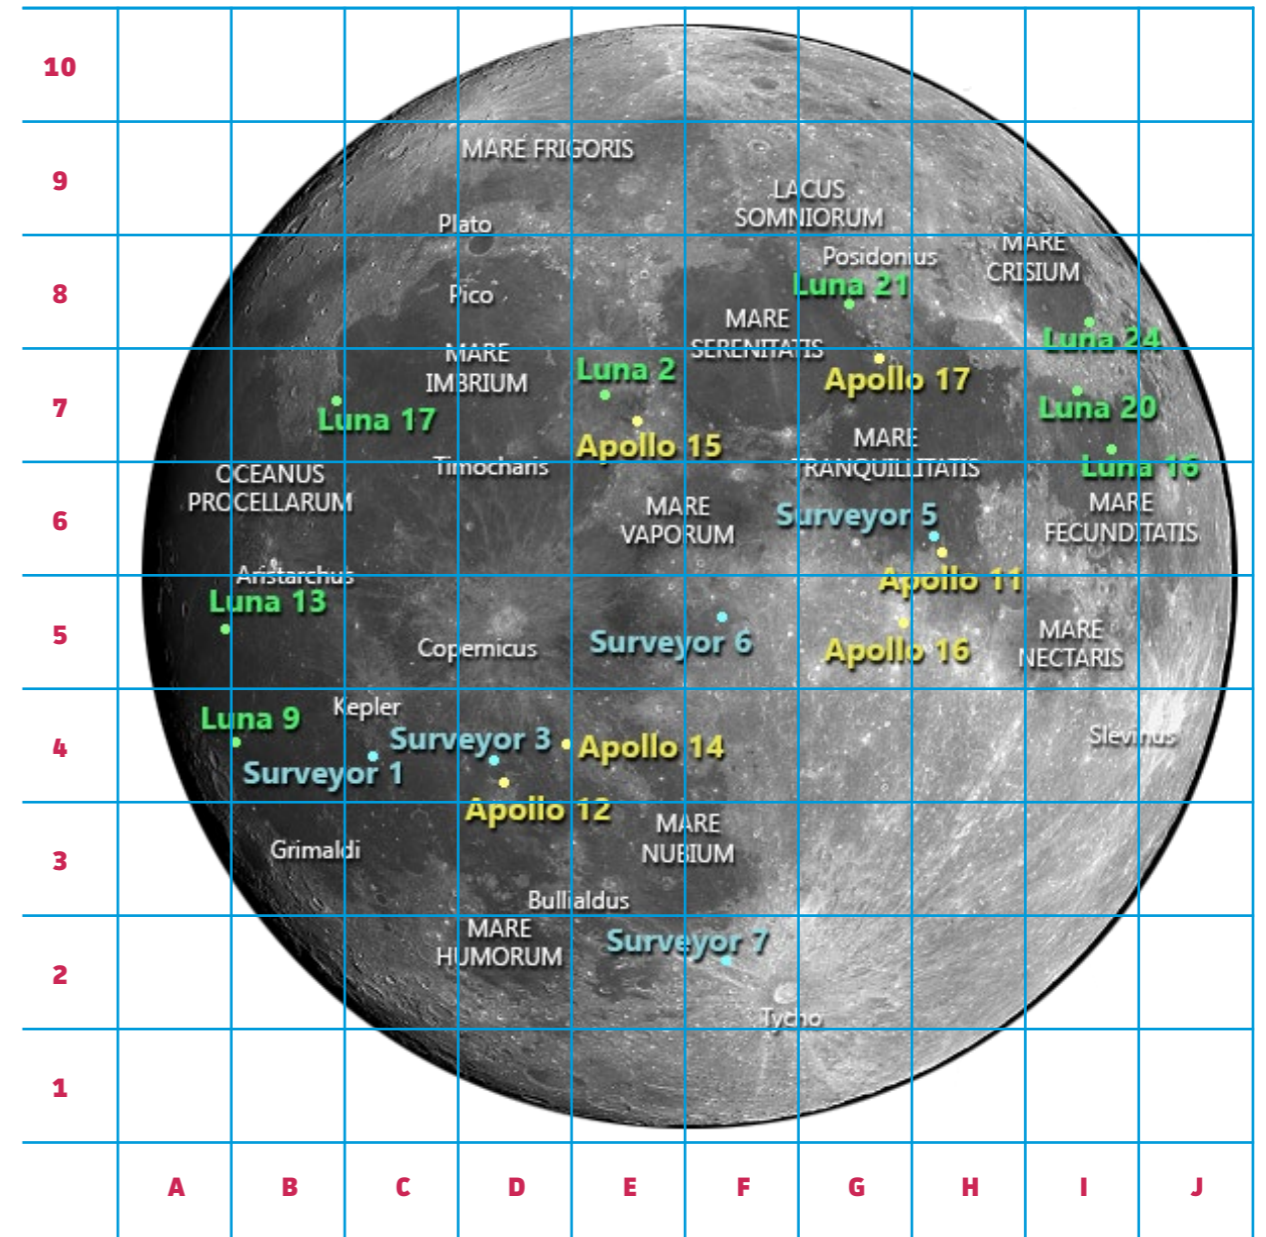 10
9
MARE FRIGORIS
LACUS
SOMNIORUM
Plato
8
MARE
CRISIUM
Posidonius
Luna 21
Pico
MARE
SERENITATIS
Luna 24
7
MARE
IMBRIUM
Luna 2
Apollo 17
Luna 20
Luna 17
Apollo 15
MARE
TRANQUILLITATIS
Timocharis
Luna 16
6
OCEANUS
PROCELLARUM
MARE
VAPORUM
Surveyor 5
MARE
FECUNDITATIS
Aristarchus
Apollo 11
5
Luna 13
Copernicus
Surveyor 6
Apollo 16
MARE
NECTARIS
4
Kepler
Luna 9
Surveyor 3
Apollo 14
Slevinus
Surveyor 1
Apollo 12
3
MARE
NUBIUM
Grimaldi
Bullialdus
2
MARE
HUMORUM
Surveyor 7
Tycho
1
A B C D E F G H I J